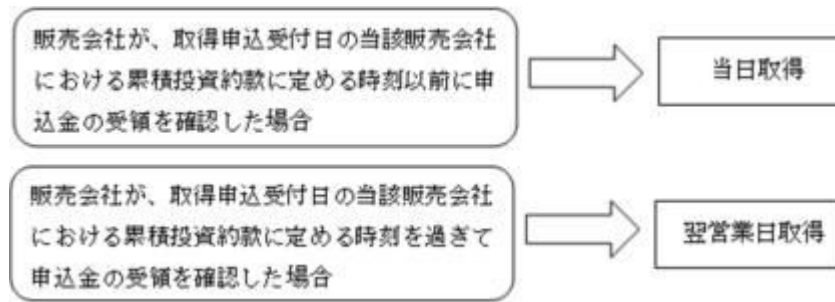 販売会社が、取得申込受付日の当該販売会社
における累積投資約款に定める時刻以前に申
込金の受領を確認した場合
当日取得
販売会社が、取得申込受付日の当該販売会社
における累積投資約款に定める時刻を過ぎて
申込金の受領を確認した場合
翌営業日取得